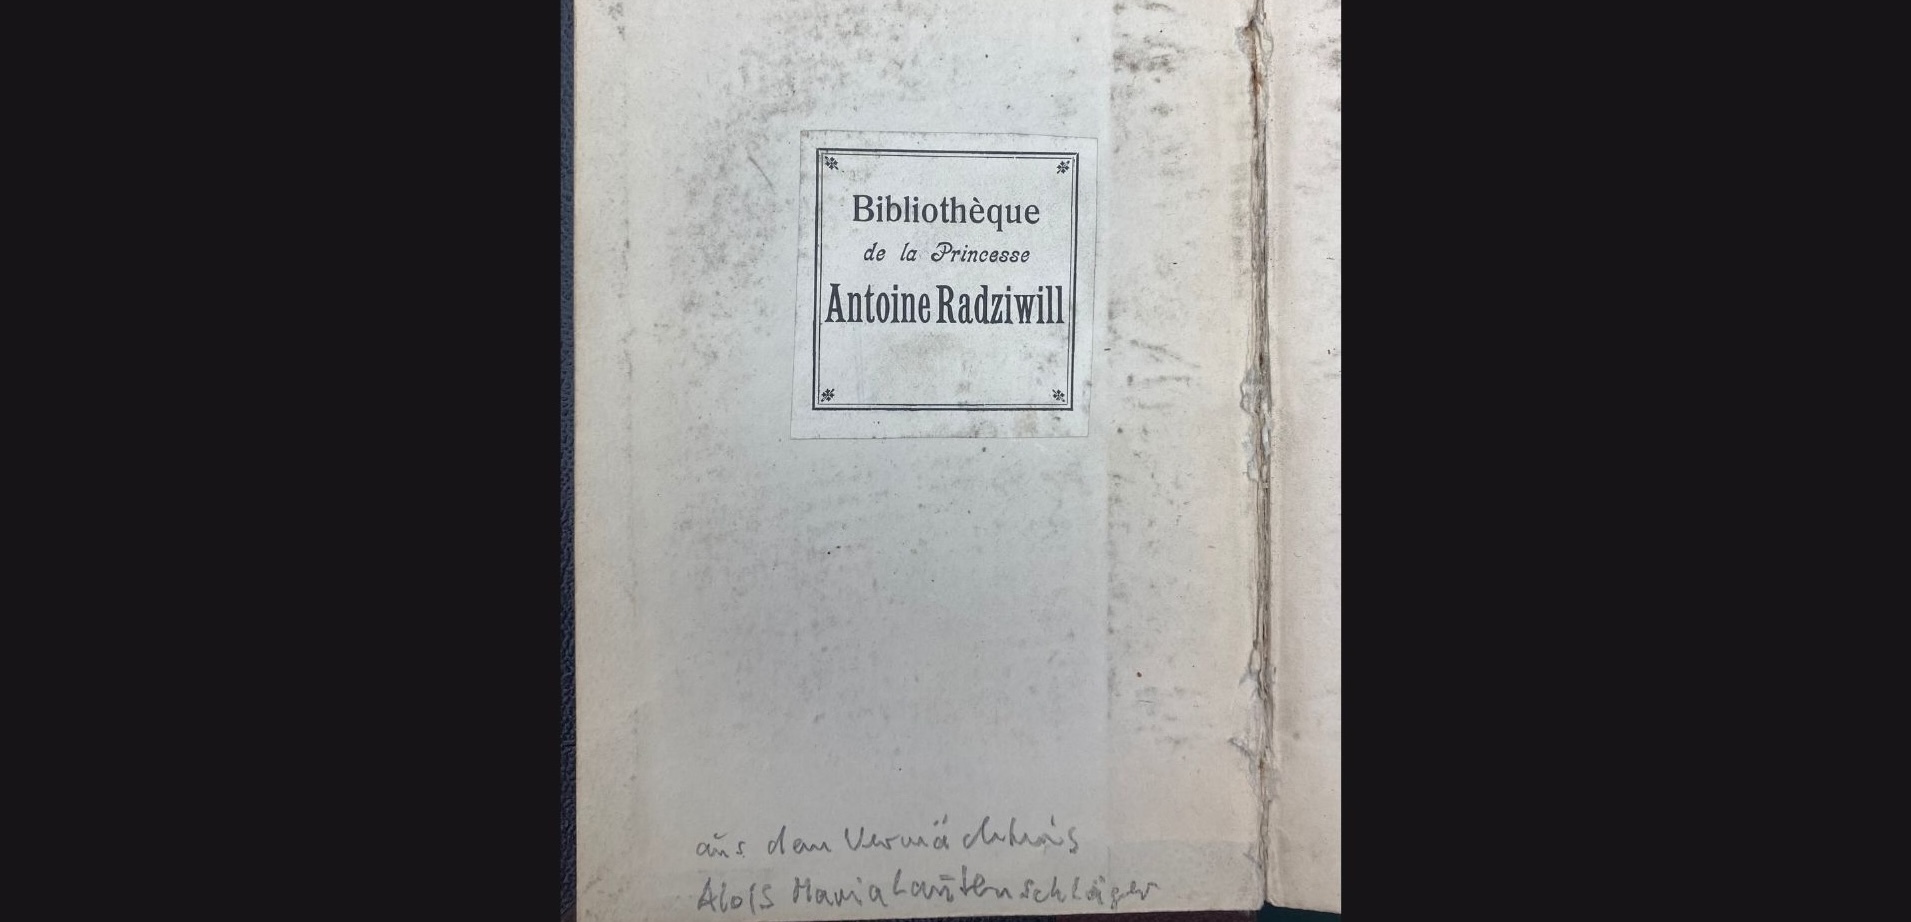 Bibliothèque
de la Princesse
Antoine Radziwill
aus dem Vermächtnis
Alois Maria Lautenschläger